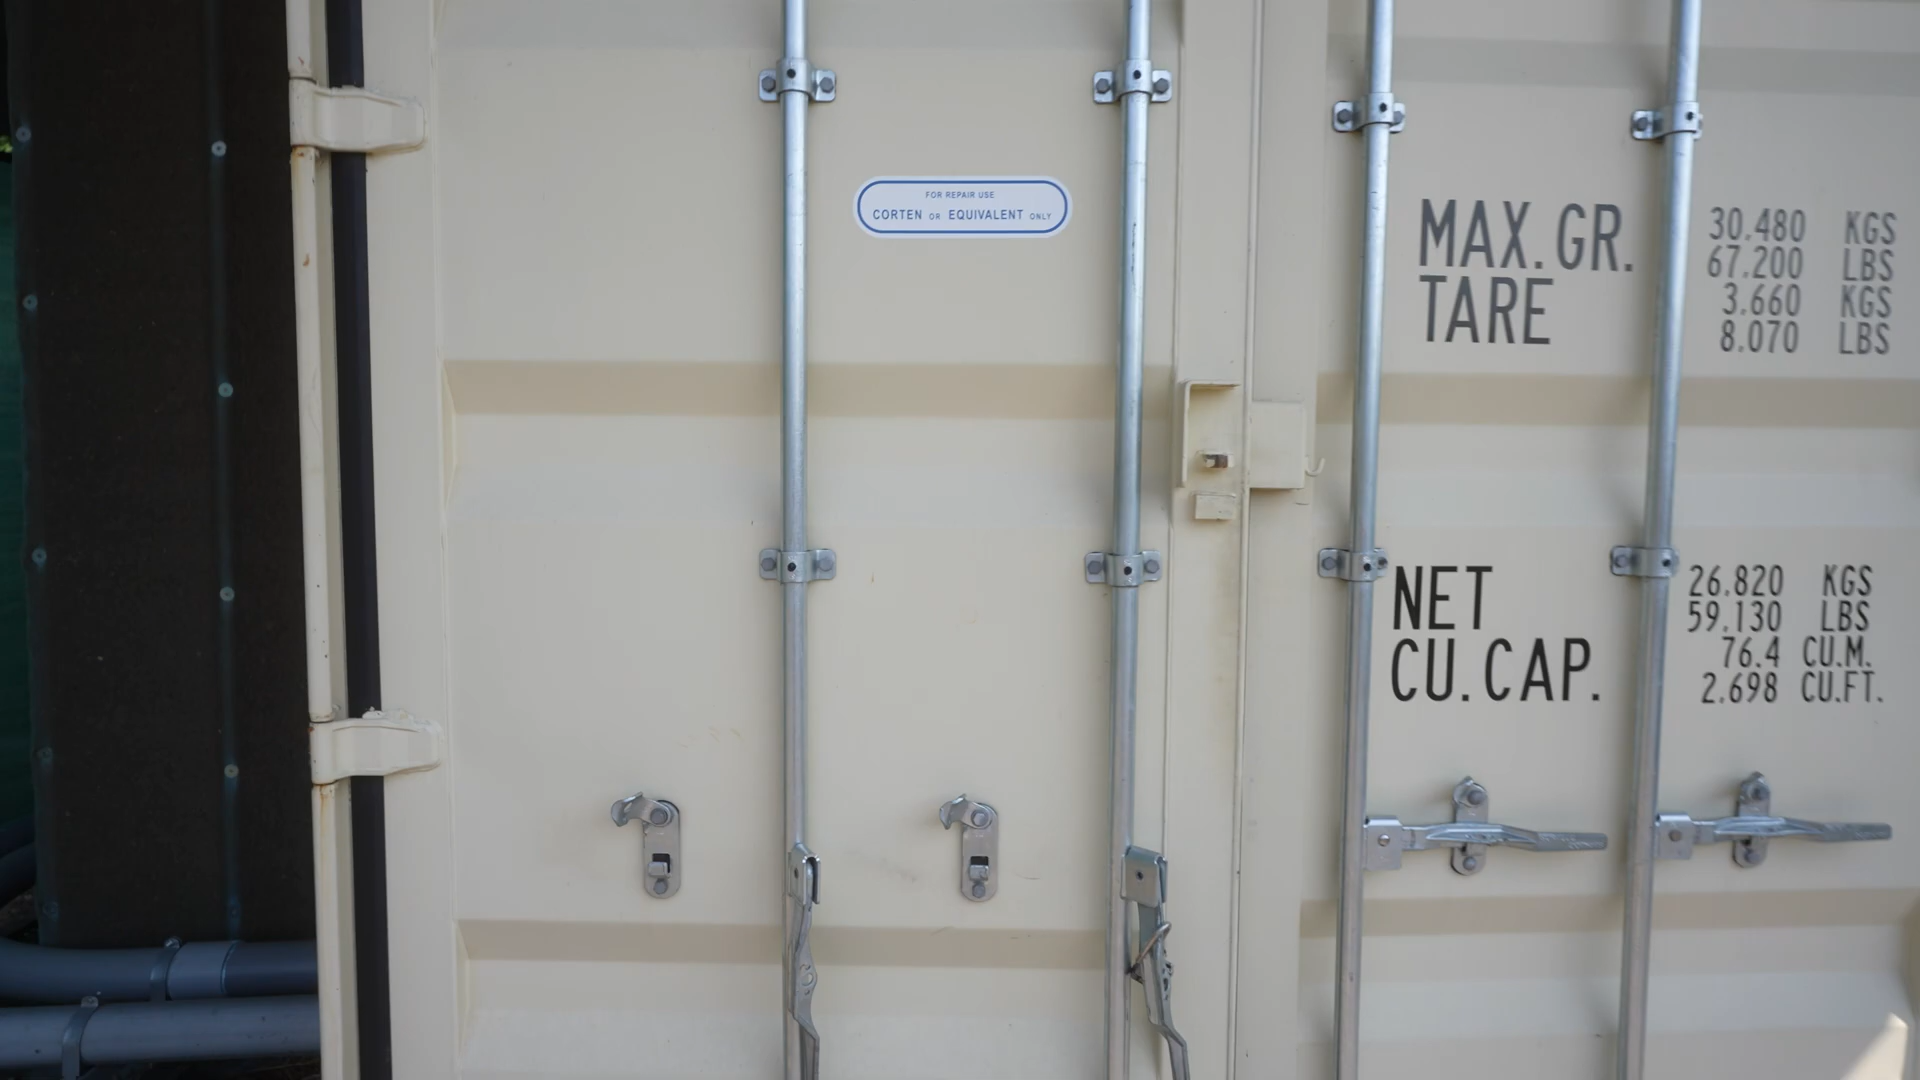 FOR REPAIR USE
CORTEN OR EQUIVALENT ONLY
MAX.GR. 30.480 KGS
67.200 LBS
TARE 3.660 KGS
8.070 LBS
NET 26.820 KGS
59.130 LBS
CU.CAP. 76.4 CU.M.
2.698 CU.FT.